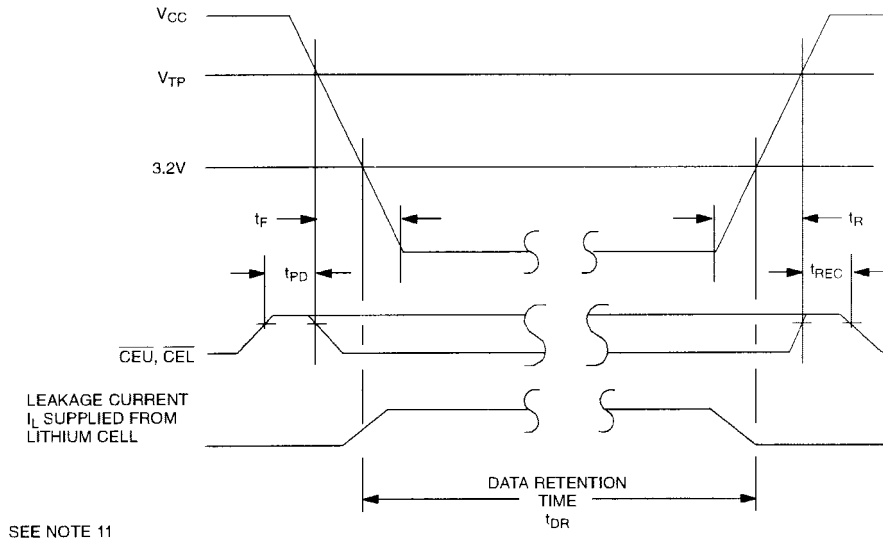 VCC
VTP
3.2V
tF
tR
tPD
tREC
CEU, CEL
LEAKAGE CURRENT
IL SUPPLIED FROM
LITHIUM CELL
DATA RETENTION
TIME
tDR
SEE NOTE 11